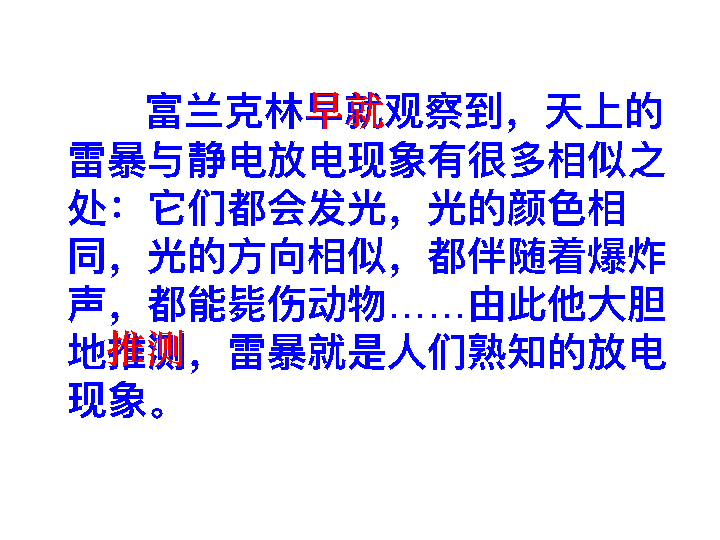 富兰克林早就观察到，天上的
雷暴与静电放电现象有很多相似之
处：它们都会发光，光的颜色相
同，光的方向相似，都伴随着爆炸
声，都能毙伤动物……由此他大胆
地推测，雷暴就是人们熟知的放电
现象。